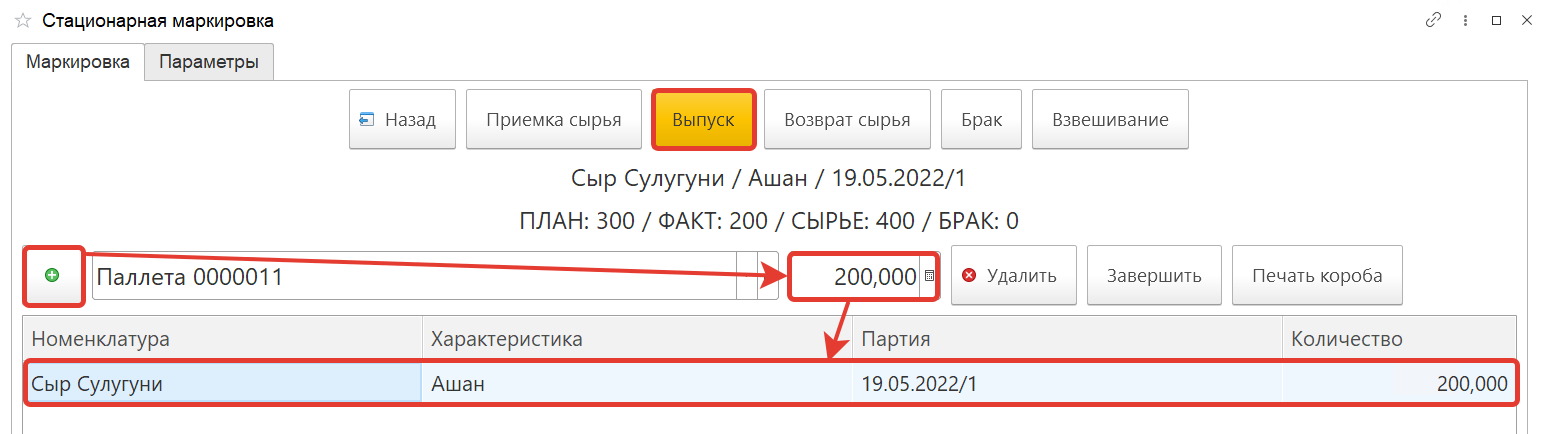 Стационарная маркировка
Маркировка Параметры
Назад Приемка сырья Выпуск Возврат сырья Брак Взвешивание
Сыр Сулугуни / Ашан / 19.05.2022/1
ПЛАН: 300 / ФАКТ: 200 / СЫРЬЕ: 400 / БРАК: 0
Паллета 0000011 200,000 Удалить Завершить Печать короба
Номенклатура Характеристика Партия Количество
Сыр Сулугуни Ашан 19.05.2022/1 200,000